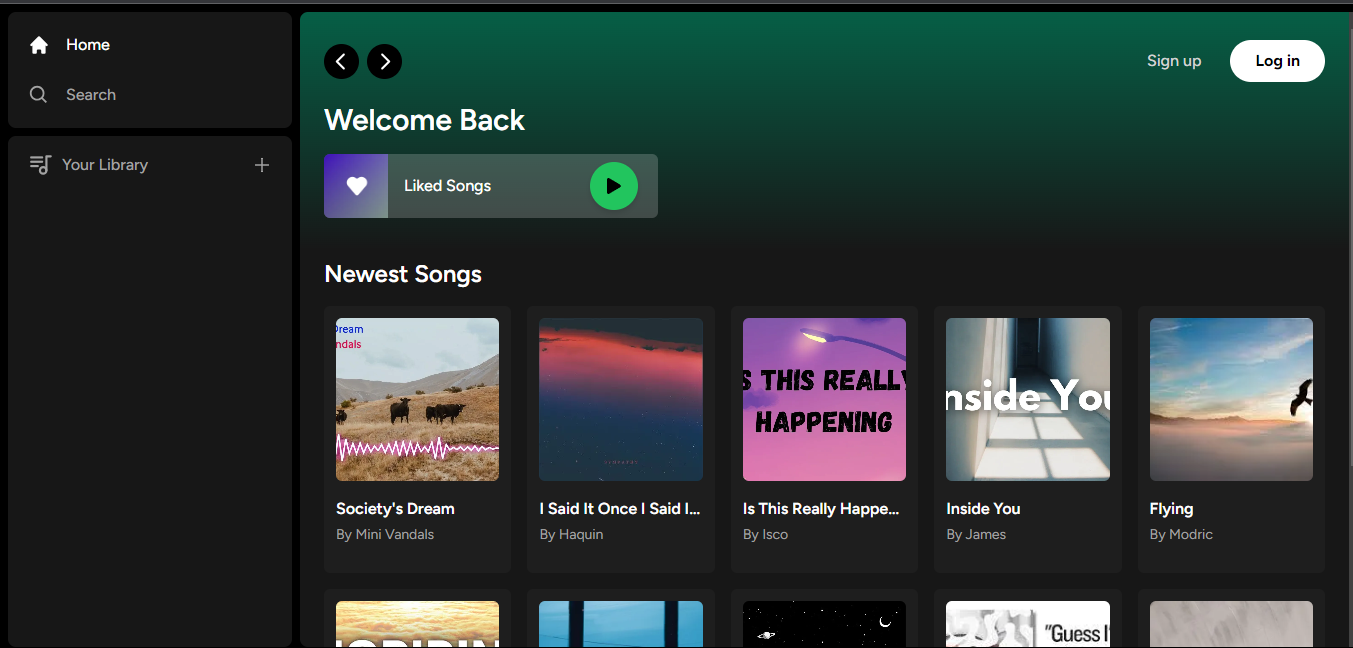 Home
Search
Your Library
Sign up
Log in
Welcome Back
Liked Songs
Newest Songs
Dream
ndals
S THIS REALLY
HAPPENING
nside You
Society's Dream
I Said It Once I Said I...
Is This Really Happe...
Inside You
Flying
By Mini Vandals
By Haquin
By Isco
By James
By Modric
"Guess I